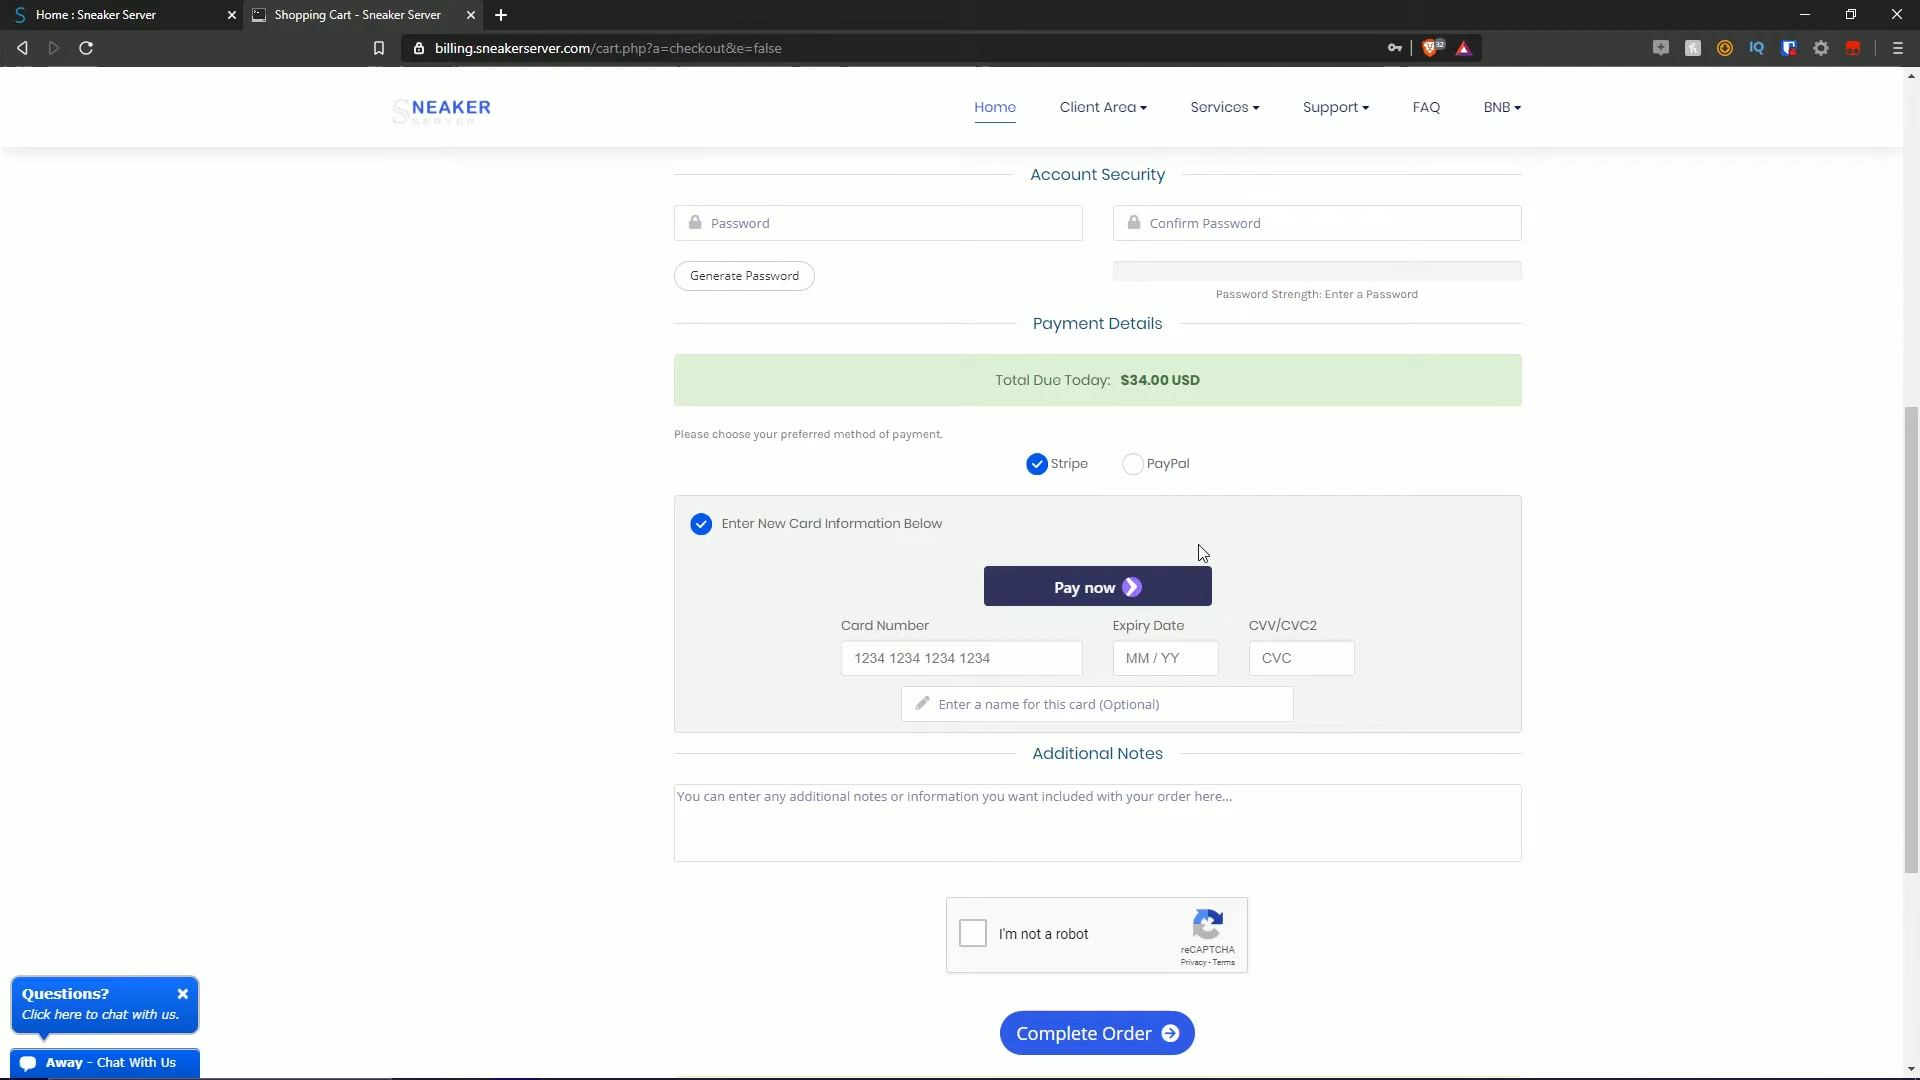 Home : Sneaker Server
Shopping Cart - Sneaker Server
billing.sneakerserver.com/cart.php?a=checkout&e=false
32
IQ
SNEAKER
SERVER
Home
Client Area
Services
Support
FAQ
BNB
Account Security
Password
Confirm Password
Generate Password
Password Strength: Enter a Password
Payment Details
Total Due Today: $34.00 USD
Please choose your preferred method of payment.
Stripe
PayPal
Enter New Card Information Below
Pay now
Card Number
Expiry Date
CVV/CVC2
1234 1234 1234 1234
MM / YY
CVC
Enter a name for this card (Optional)
Additional Notes
You can enter any additional notes or information you want included with your order here...
I'm not a robot
reCAPTCHA
Privacy - Terms
Complete Order
Questions?
Click here to chat with us.
Away - Chat With Us